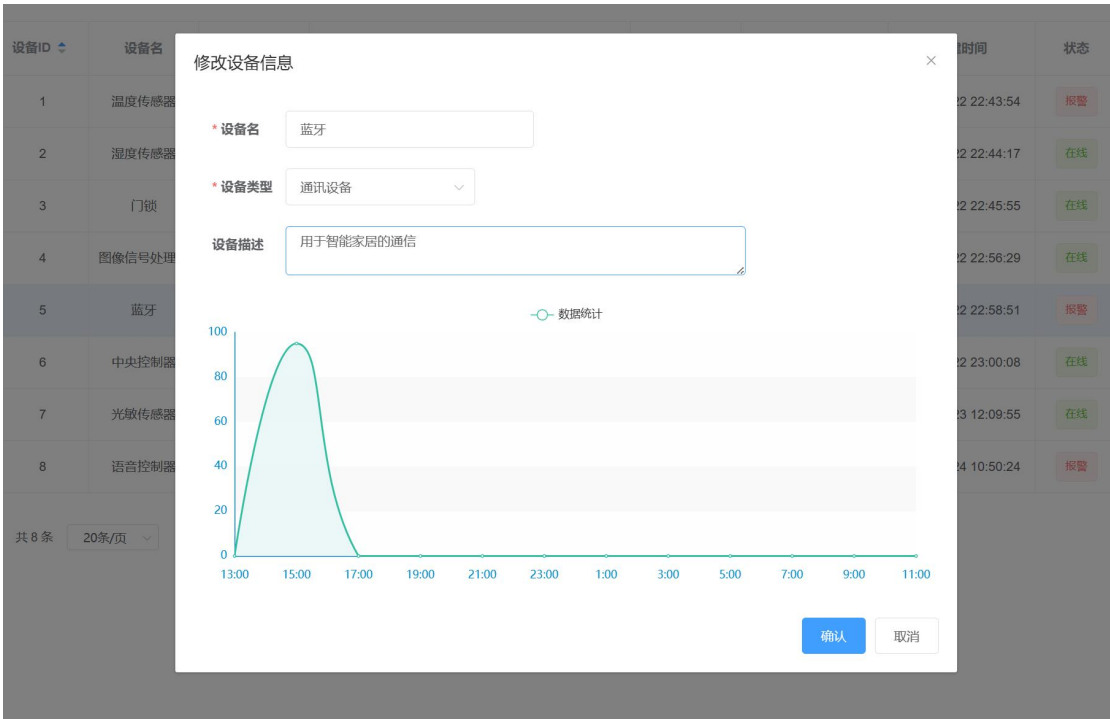 设备ID 设备名 时间 状态
修改设备信息
1 温度传感器 22 22:43:54 报警
* 设备名 蓝牙
2 湿度传感器 22 22:44:17 在线
* 设备类型 通讯设备
3 门锁 22 22:45:55 在线
设备描述 用于智能家居的通信
4 图像信号处理 22 22:56:29 在线
5 蓝牙 22 22:58:51 报警
数据统计
100
80
60
40
20
0
13:00 15:00 17:00 19:00 21:00 23:00 1:00 3:00 5:00 7:00 9:00 11:00
6 中央控制器 22 23:00:08 在线
7 光敏传感器 23 12:09:55 在线
8 语音控制器 24 10:50:24 报警
共 8 条 20条/页
确认 取消